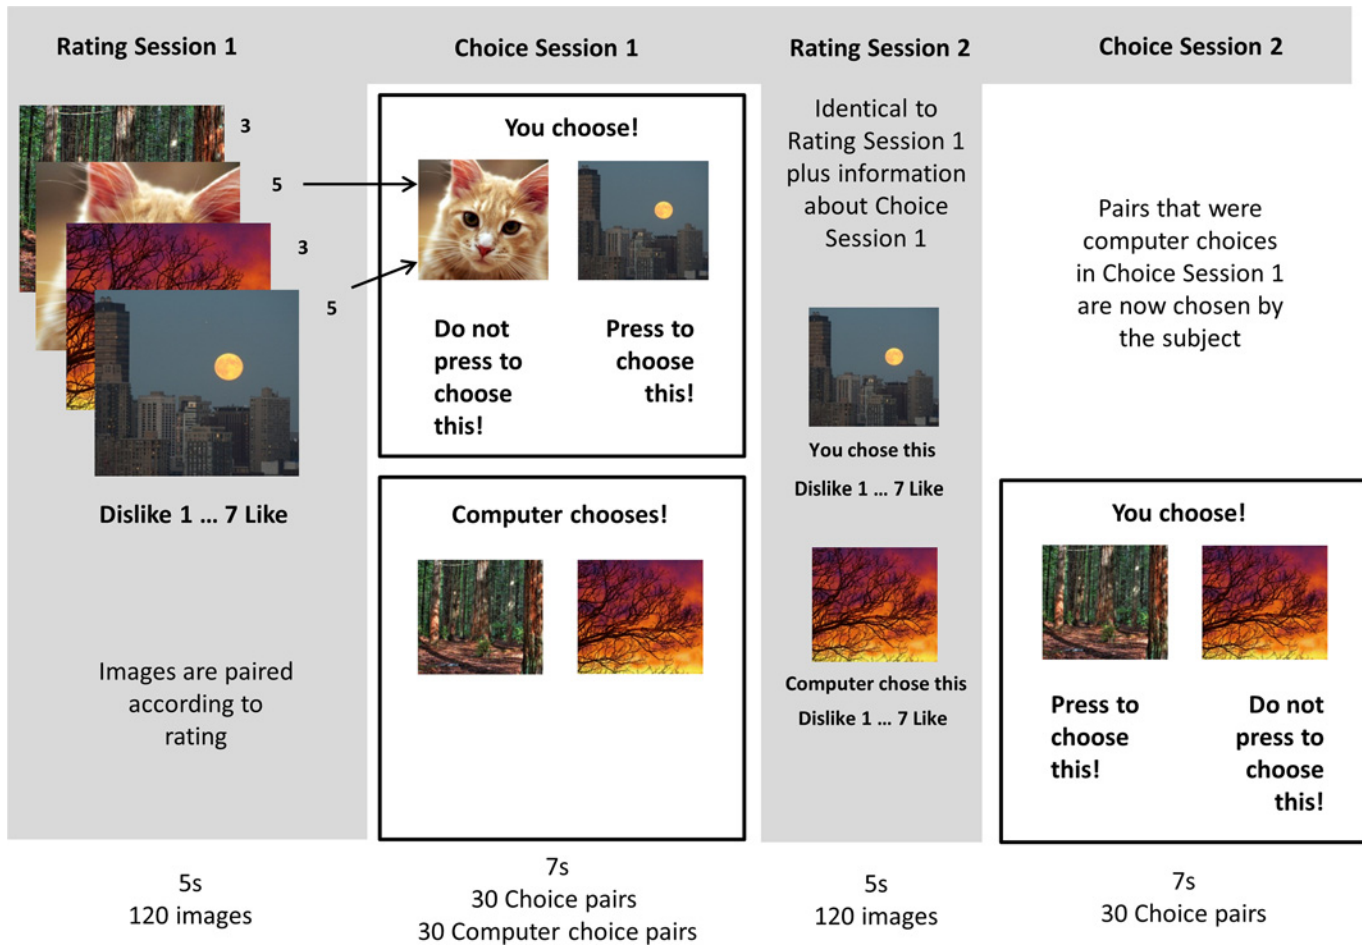 Rating Session 1
3
5
3
5
Dislike 1 ... 7 Like
Images are paired
according to
rating
5s
120 images
Choice Session 1
You choose!
Do not
press to
choose
this!
Press to
choose
this!
Computer chooses!
7s
30 Choice pairs
30 Computer choice pairs
Rating Session 2
Identical to
Rating Session 1
plus information
about Choice
Session 1
You chose this
Dislike 1 ... 7 Like
Computer chose this
Dislike 1 ... 7 Like
5s
120 images
Choice Session 2
Pairs that were
computer choices
in Choice Session 1
are now chosen by
the subject
You choose!
Press to
choose
this!
Do not
press to
choose
this!
7s
30 Choice pairs